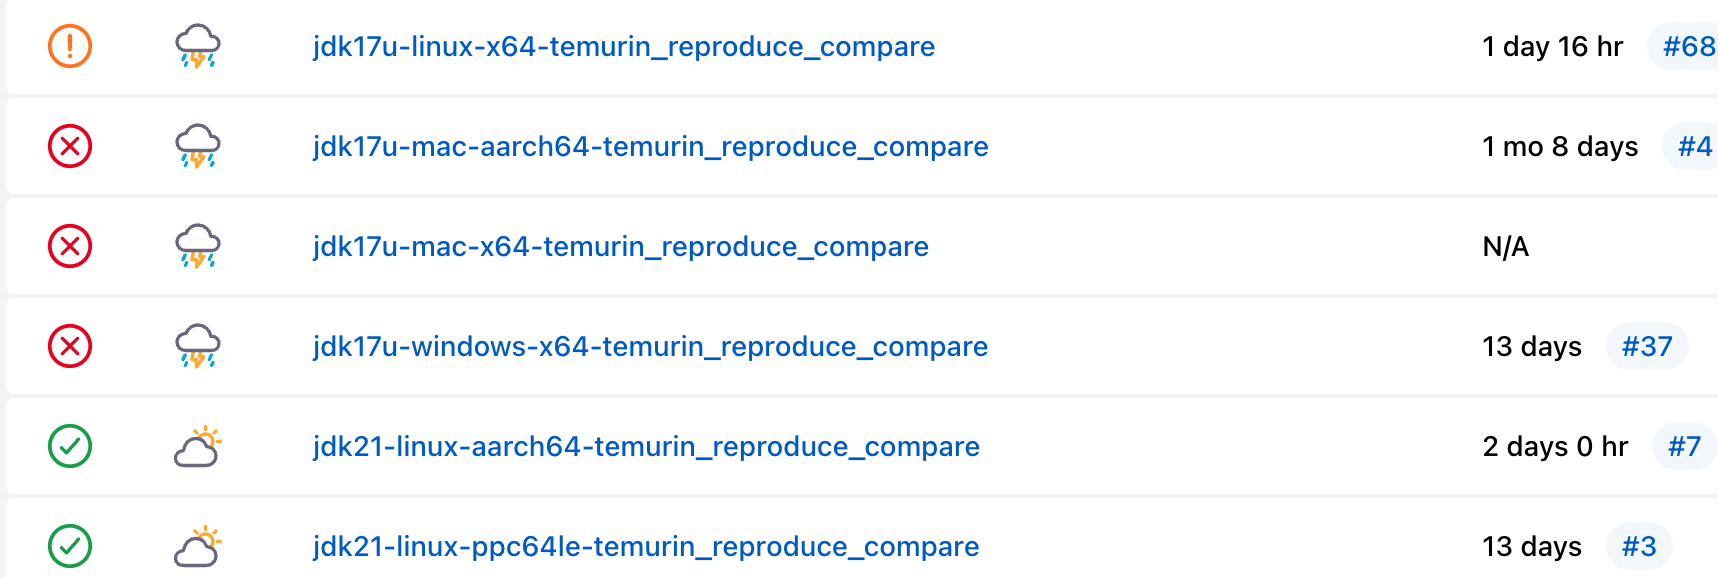 jdk17u-linux-x64-temurin_reproduce_compare 1 day 16 hr #68
jdk17u-mac-aarch64-temurin_reproduce_compare 1 mo 8 days #4
jdk17u-mac-x64-temurin_reproduce_compare N/A
jdk17u-windows-x64-temurin_reproduce_compare 13 days #37
jdk21-linux-aarch64-temurin_reproduce_compare 2 days 0 hr #7
jdk21-linux-ppc64le-temurin_reproduce_compare 13 days #3